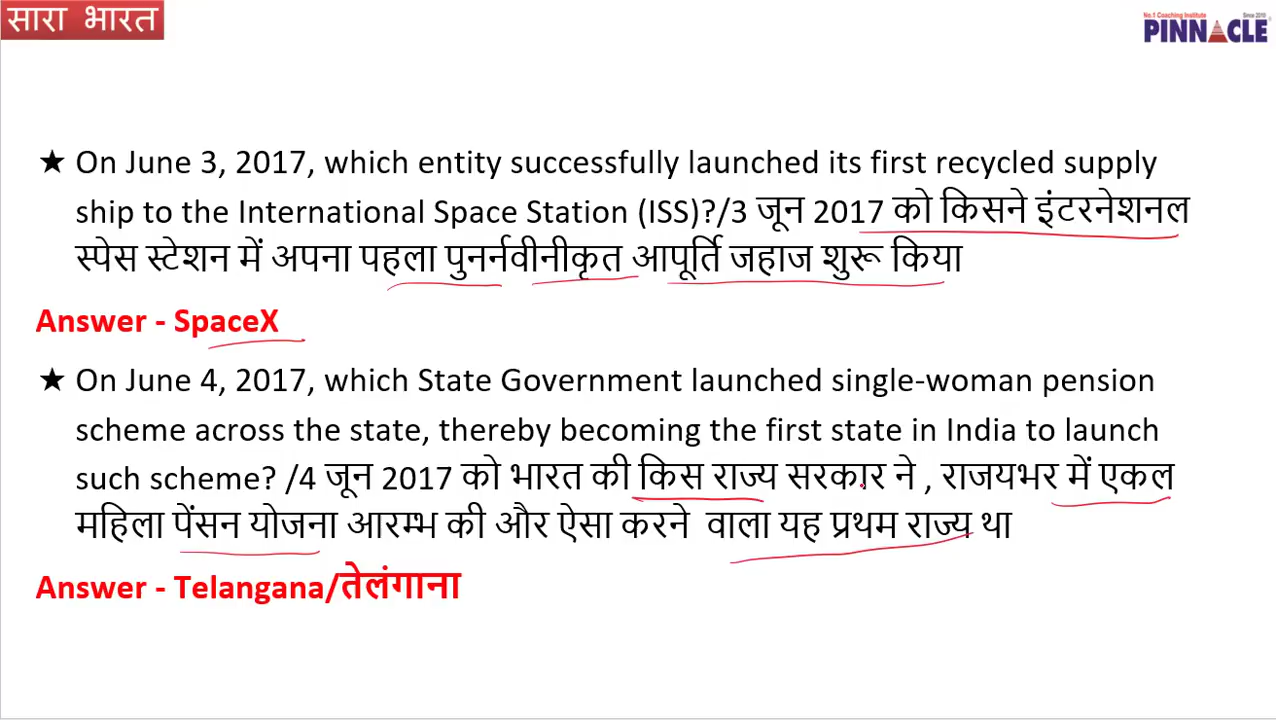 सारा भारत
No.1 Coaching Institute Since 2010
PINNACLE
★ On June 3, 2017, which entity successfully launched its first recycled supply
ship to the International Space Station (ISS)?/3 जून 2017 को किसने इंटरनेशनल
स्पेस स्टेशन में अपना पहला पुनर्नवीनीकृत आपूर्ति जहाज शुरू किया
Answer - SpaceX
★ On June 4, 2017, which State Government launched single-woman pension
scheme across the state, thereby becoming the first state in India to launch
such scheme? /4 जून 2017 को भारत की किस राज्य सरकार ने , राजयभर में एकल
महिला पेंसन योजना आरम्भ की और ऐसा करने वाला यह प्रथम राज्य था
Answer - Telangana/तेलंगाना